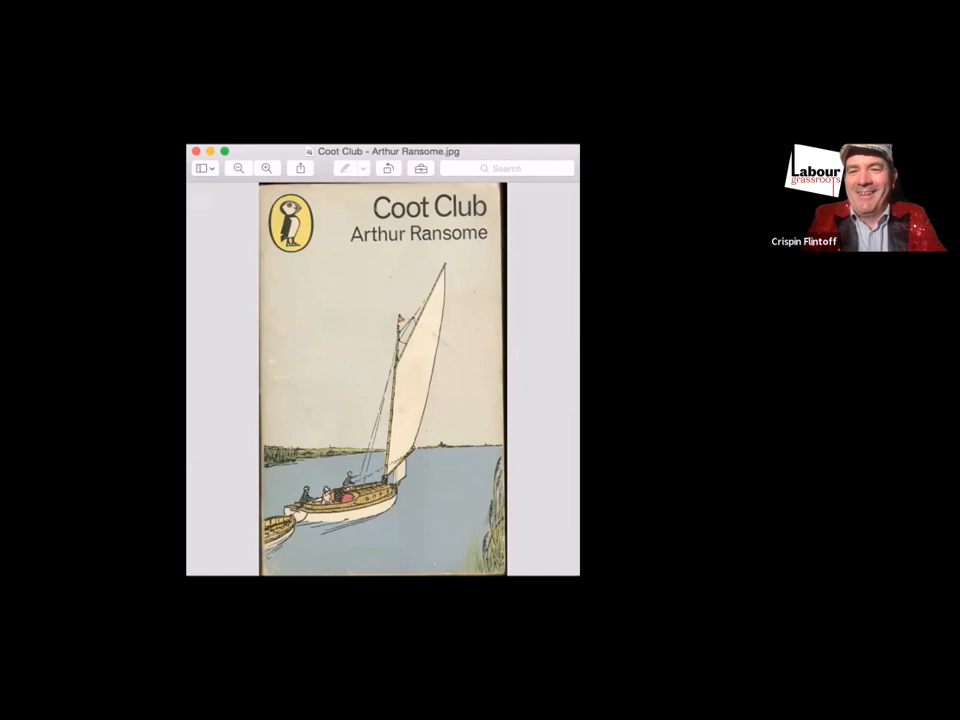 Coot Club - Arthur Ransome.jpg
Search
Coot Club
Arthur Ransome
Labour
grassroots
Crispin Flintoff